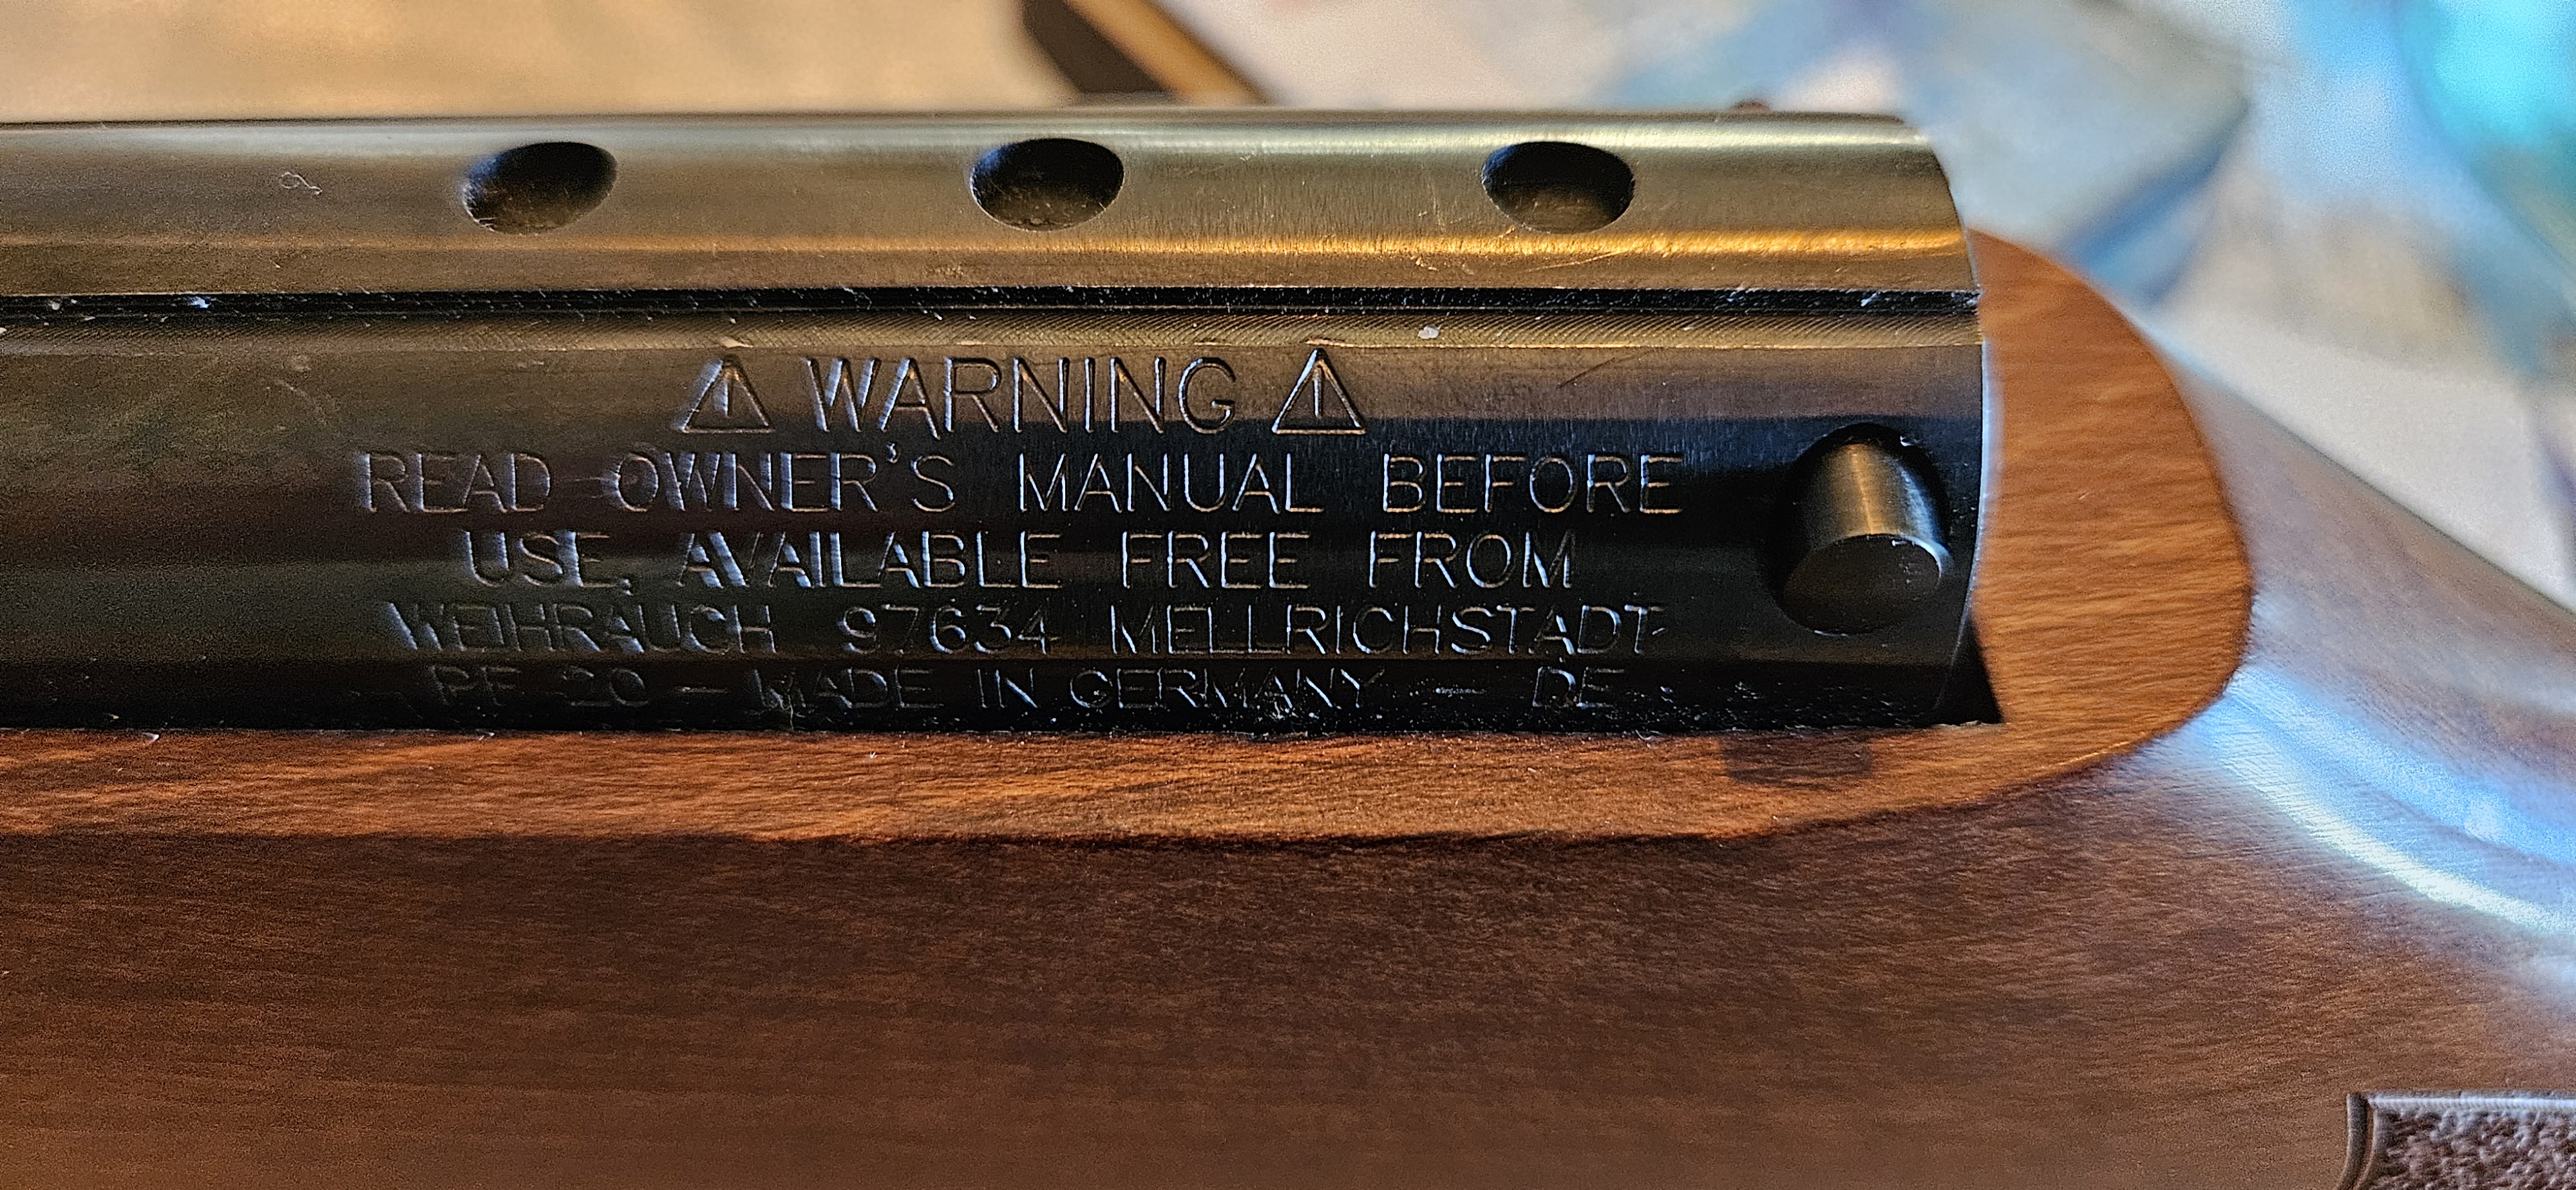 ⚠ WARNING ⚠
READ OWNER'S MANUAL BEFORE
USE, AVAILABLE FREE FROM
WEIHRAUCH 97634 MELLRICHSTADT
PF 20 — MADE IN GERMANY — DE